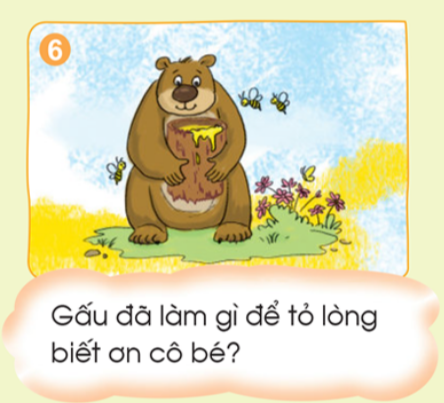 6
Gấu đã làm gì để tỏ lòng
biết ơn cô bé?